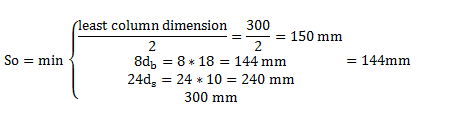 least column dimension / 2 = 300 / 2 = 150 mm
So = min { 8d_b = 8 * 18 = 144 mm = 144mm
24d_s = 24 * 10 = 240 mm
300 mm